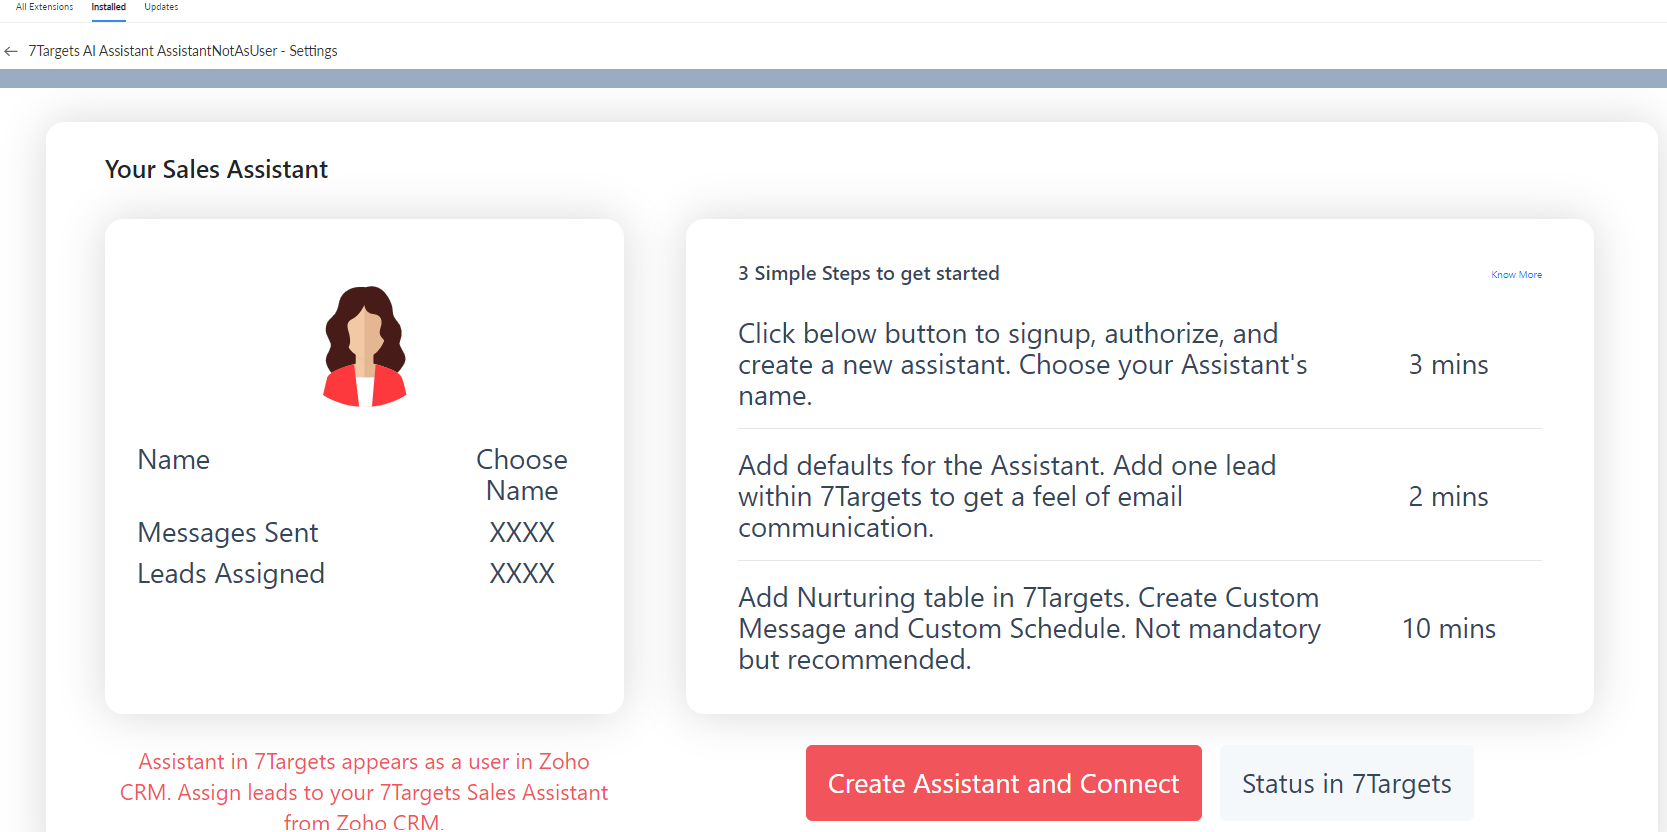 All Extensions Installed Updates
← 7Targets AI Assistant AssistantNotAsUser - Settings
Your Sales Assistant
Name Choose
Name
Messages Sent XXXX
Leads Assigned XXXX
3 Simple Steps to get started Know More
Click below button to signup, authorize, and
create a new assistant. Choose your Assistant's 3 mins
name.
Add defaults for the Assistant. Add one lead
within 7Targets to get a feel of email 2 mins
communication.
Add Nurturing table in 7Targets. Create Custom
Message and Custom Schedule. Not mandatory 10 mins
but recommended.
Assistant in 7Targets appears as a user in Zoho
CRM. Assign leads to your 7Targets Sales Assistant
from Zoho CRM.
Create Assistant and Connect Status in 7Targets